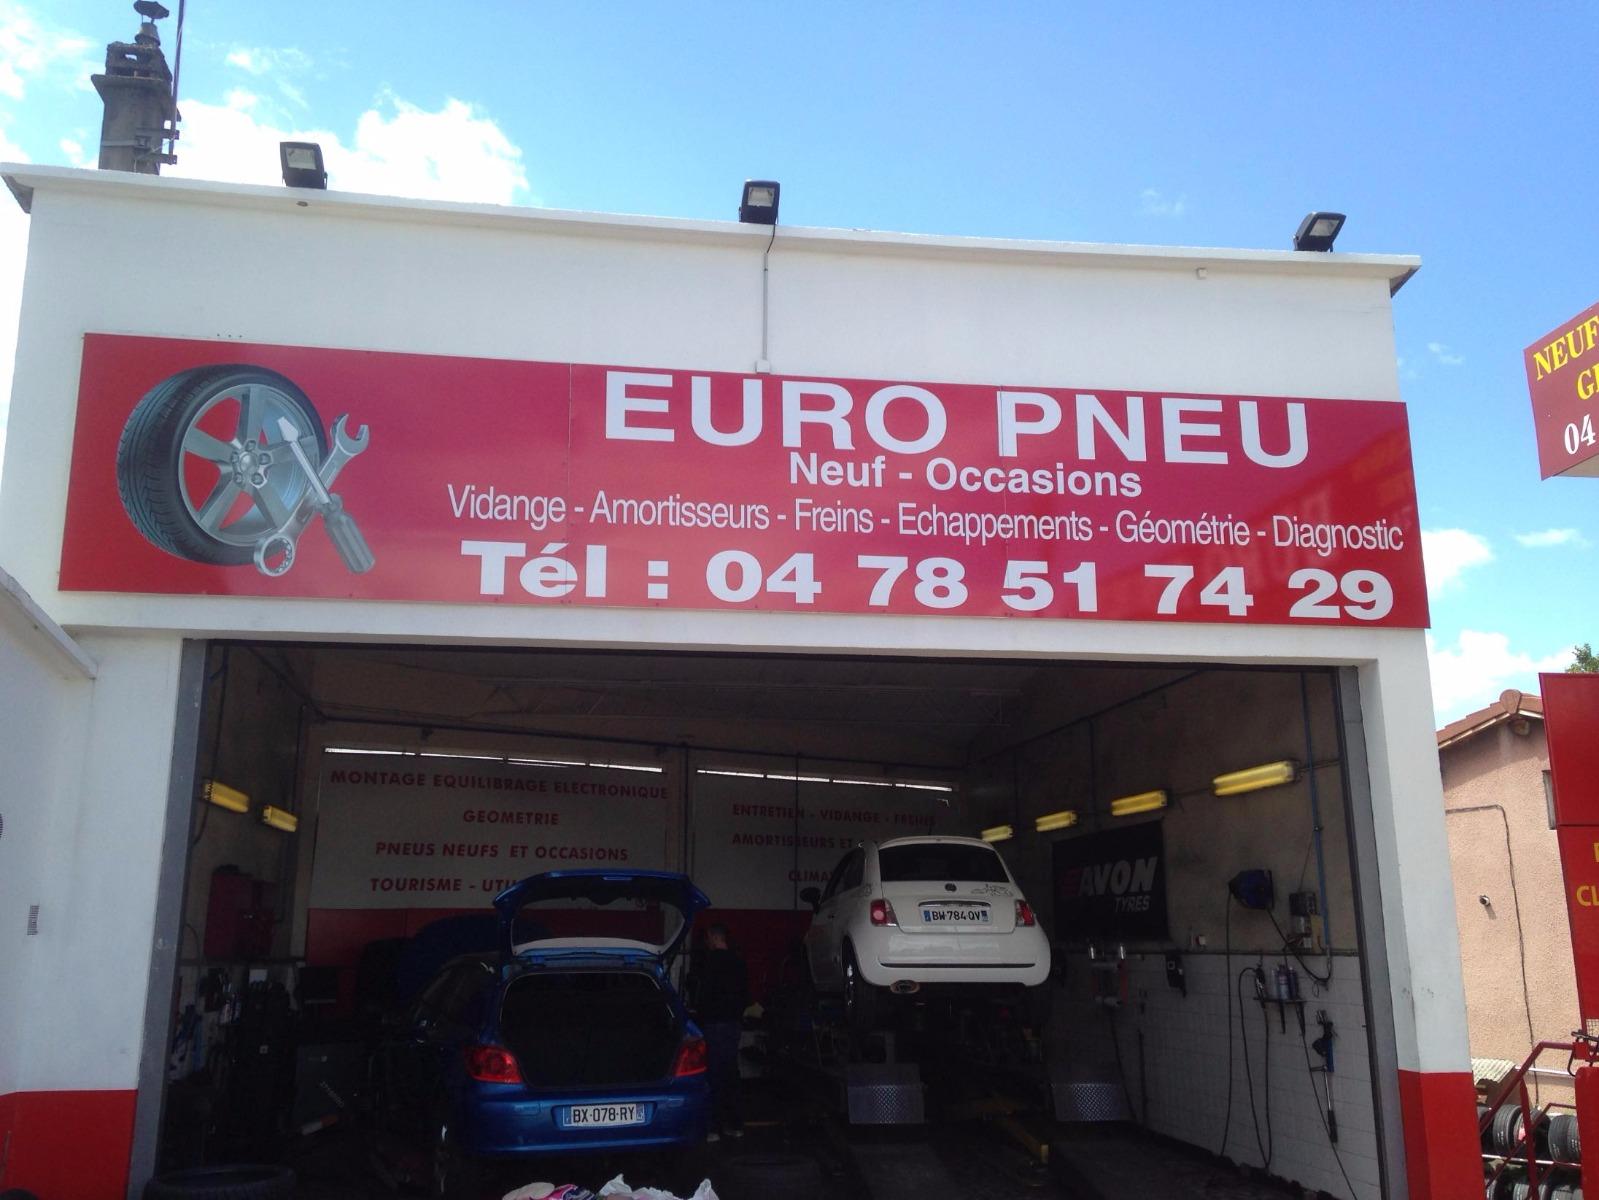 EURO PNEU
Neuf - Occasions
Vidange - Amortisseurs - Freins - Echappements - Géométrie - Diagnostic
Tél : 04 78 51 74 29
NEUF
04
MONTAGE EQUILIBRAGE ELECTRONIQUE
GEOMETRIE
PNEUS NEUFS ET OCCASIONS
TOURISME -
ENTRETIEN - VIDANGE - FREINS
AMORTISSEURS ET
AVON
TYRES
BW-784-QV
BX-078-RY